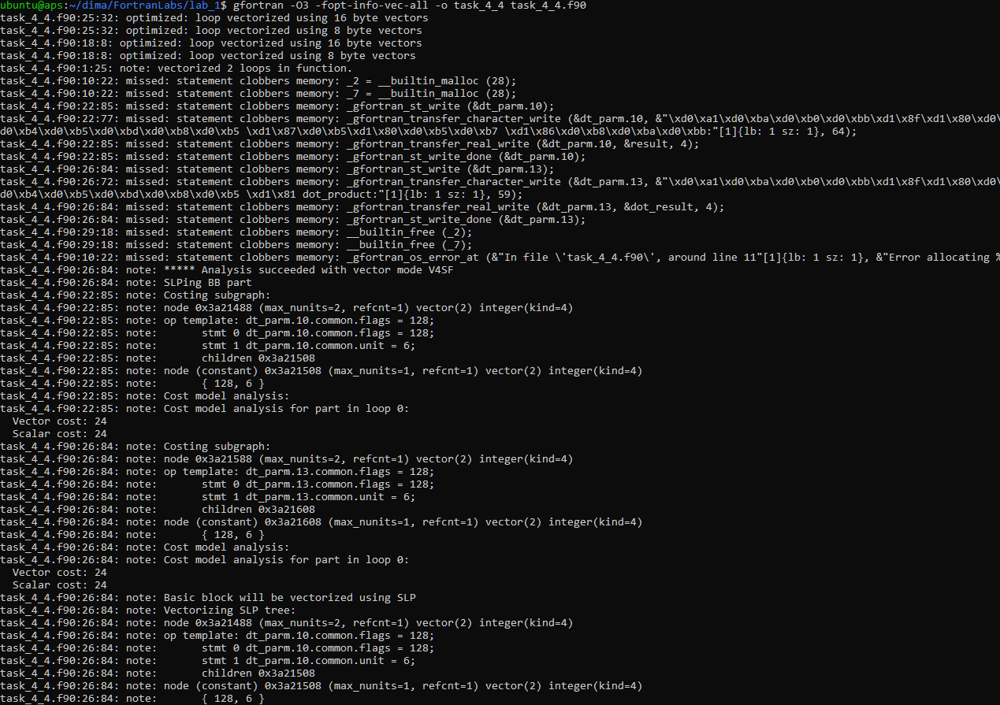 ubuntu@aps:~/dima/FortranLabs/lab_1$ gfortran -O3 -fopt-info-vec-all -o task_4_4 task_4_4.f90
task_4_4.f90:25:32: optimized: loop vectorized using 16 byte vectors
task_4_4.f90:25:32: optimized: loop vectorized using 8 byte vectors
task_4_4.f90:18:8: optimized: loop vectorized using 16 byte vectors
task_4_4.f90:18:8: optimized: loop vectorized using 8 byte vectors
task_4_4.f90:1:25: note: vectorized 2 loops in function.
task_4_4.f90:10:22: missed: statement clobbers memory: _2 = __builtin_malloc (28);
task_4_4.f90:10:22: missed: statement clobbers memory: _7 = __builtin_malloc (28);
task_4_4.f90:22:85: missed: statement clobbers memory: _gfortran_st_write (&dt_parm.10);
task_4_4.f90:22:77: missed: statement clobbers memory: _gfortran_transfer_character_write (&dt_parm.10, &"\xd0\xa1\xd0\xba\xd0\xb0\xd0\xbb\xd1\x8f\xd1\x80\xd0\
d0\xb4\xd0\xb5\xd0\xbd\xd0\xb8\xd0\xb5 \xd1\x87\xd0\xb5\xd1\x80\xd0\xb5\xd0\xb7 \xd1\x86\xd0\xb8\xd0\xba\xd0\xbb:"[1]{lb: 1 sz: 1}, 64);
task_4_4.f90:22:85: missed: statement clobbers memory: _gfortran_transfer_real_write (&dt_parm.10, &result, 4);
task_4_4.f90:22:85: missed: statement clobbers memory: _gfortran_st_write_done (&dt_parm.10);
task_4_4.f90:26:84: missed: statement clobbers memory: _gfortran_st_write (&dt_parm.13);
task_4_4.f90:26:72: missed: statement clobbers memory: _gfortran_transfer_character_write (&dt_parm.13, &"\xd0\xa1\xd0\xba\xd0\xb0\xd0\xbb\xd1\x8f\xd1\x80\xd0\
d0\xb4\xd0\xb5\xd0\xbd\xd0\xb8\xd0\xb5 \xd1\x81 dot_product:"[1]{lb: 1 sz: 1}, 59);
task_4_4.f90:26:84: missed: statement clobbers memory: _gfortran_transfer_real_write (&dt_parm.13, &dot_result, 4);
task_4_4.f90:26:84: missed: statement clobbers memory: _gfortran_st_write_done (&dt_parm.13);
task_4_4.f90:29:18: missed: statement clobbers memory: __builtin_free (_2);
task_4_4.f90:29:18: missed: statement clobbers memory: __builtin_free (_7);
task_4_4.f90:10:22: missed: statement clobbers memory: _gfortran_os_error_at (&"In file \'task_4_4.f90\', around line 11"[1]{lb: 1 sz: 1}, &"Error allocating %
task_4_4.f90:26:84: note: ***** Analysis succeeded with vector mode V4SF
task_4_4.f90:26:84: note: SLPing BB part
task_4_4.f90:22:85: note: Costing subgraph:
task_4_4.f90:22:85: note: node 0x3a21488 (max_nunits=2, refcnt=1) vector(2) integer(kind=4)
task_4_4.f90:22:85: note: op template: dt_parm.10.common.flags = 128;
task_4_4.f90:22:85: note:       stmt 0 dt_parm.10.common.flags = 128;
task_4_4.f90:22:85: note:       stmt 1 dt_parm.10.common.unit = 6;
task_4_4.f90:22:85: note:       children 0x3a21508
task_4_4.f90:22:85: note: node (constant) 0x3a21508 (max_nunits=1, refcnt=1) vector(2) integer(kind=4)
task_4_4.f90:22:85: note:       { 128, 6 }
task_4_4.f90:22:85: note: Cost model analysis:
task_4_4.f90:22:85: note: Cost model analysis for part in loop 0:
  Vector cost: 24
  Scalar cost: 24
task_4_4.f90:26:84: note: Costing subgraph:
task_4_4.f90:26:84: note: node 0x3a21588 (max_nunits=2, refcnt=1) vector(2) integer(kind=4)
task_4_4.f90:26:84: note: op template: dt_parm.13.common.flags = 128;
task_4_4.f90:26:84: note:       stmt 0 dt_parm.13.common.flags = 128;
task_4_4.f90:26:84: note:       stmt 1 dt_parm.13.common.unit = 6;
task_4_4.f90:26:84: note:       children 0x3a21608
task_4_4.f90:26:84: note: node (constant) 0x3a21608 (max_nunits=1, refcnt=1) vector(2) integer(kind=4)
task_4_4.f90:26:84: note:       { 128, 6 }
task_4_4.f90:26:84: note: Cost model analysis:
task_4_4.f90:26:84: note: Cost model analysis for part in loop 0:
  Vector cost: 24
  Scalar cost: 24
task_4_4.f90:26:84: note: Basic block will be vectorized using SLP
task_4_4.f90:26:84: note: Vectorizing SLP tree:
task_4_4.f90:26:84: note: node 0x3a21488 (max_nunits=2, refcnt=1) vector(2) integer(kind=4)
task_4_4.f90:26:84: note: op template: dt_parm.10.common.flags = 128;
task_4_4.f90:26:84: note:       stmt 0 dt_parm.10.common.flags = 128;
task_4_4.f90:26:84: note:       stmt 1 dt_parm.10.common.unit = 6;
task_4_4.f90:26:84: note:       children 0x3a21508
task_4_4.f90:26:84: note: node (constant) 0x3a21508 (max_nunits=1, refcnt=1) vector(2) integer(kind=4)
task_4_4.f90:26:84: note:       { 128, 6 }